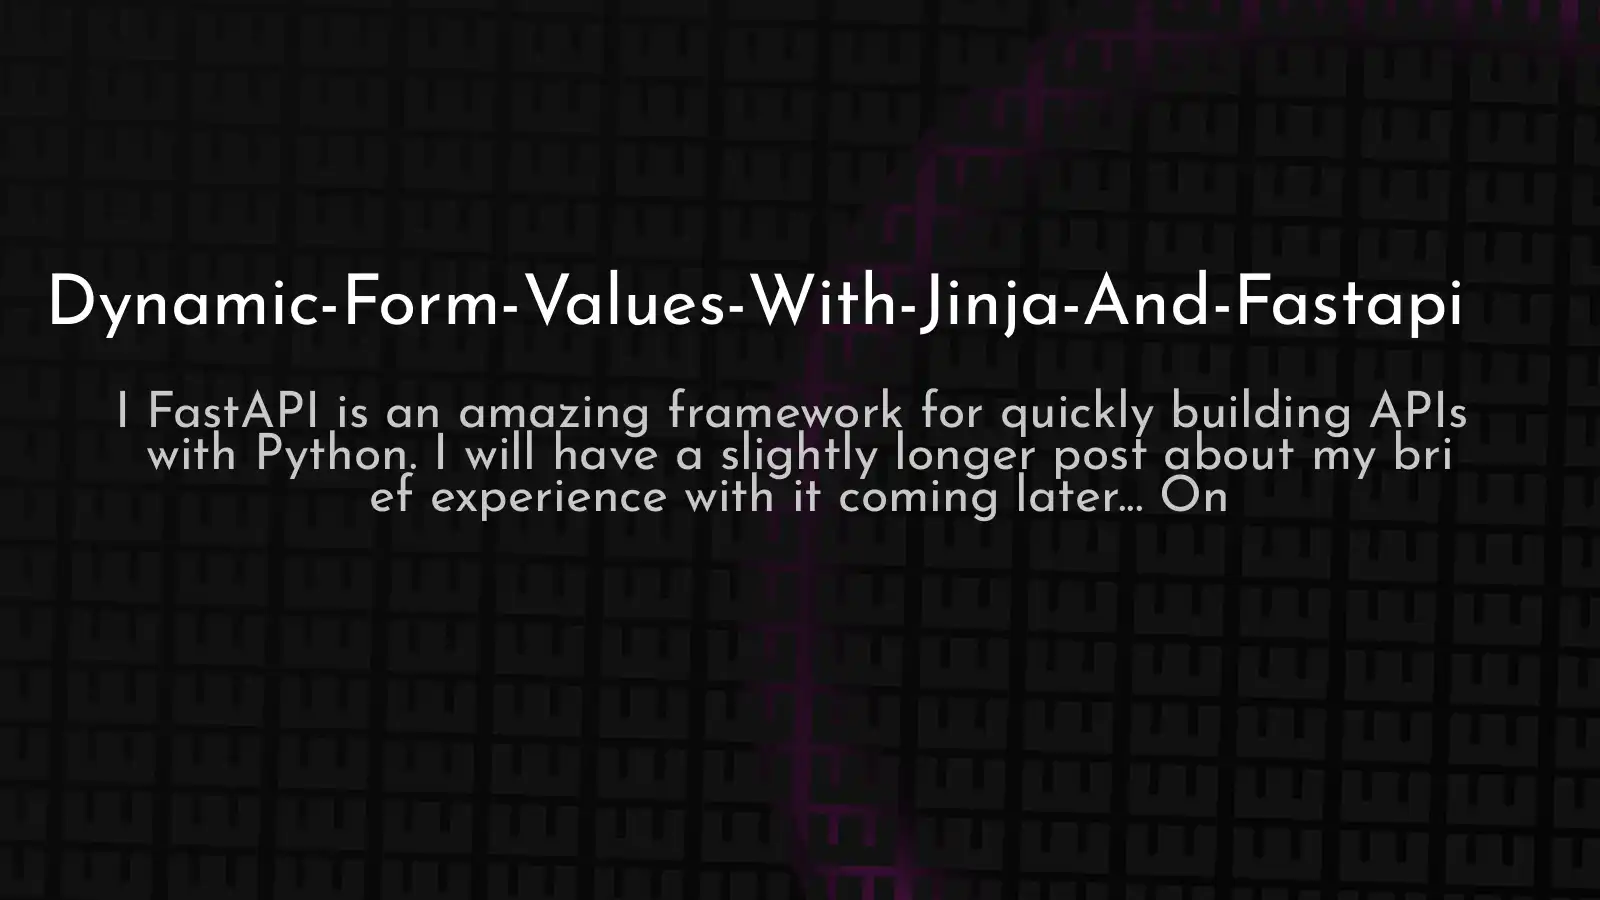 Dynamic-Form-Values-With-Jinja-And-Fastapi
I FastAPI is an amazing framework for quickly building APIs
with Python. I will have a slightly longer post about my bri
ef experience with it coming later... On